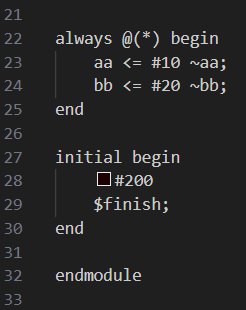 21
22 always @(*) begin
23 aa <= #10 ~aa;
24 bb <= #20 ~bb;
25 end
26
27 initial begin
28 #200
29 $finish;
30 end
31
32 endmodule
33